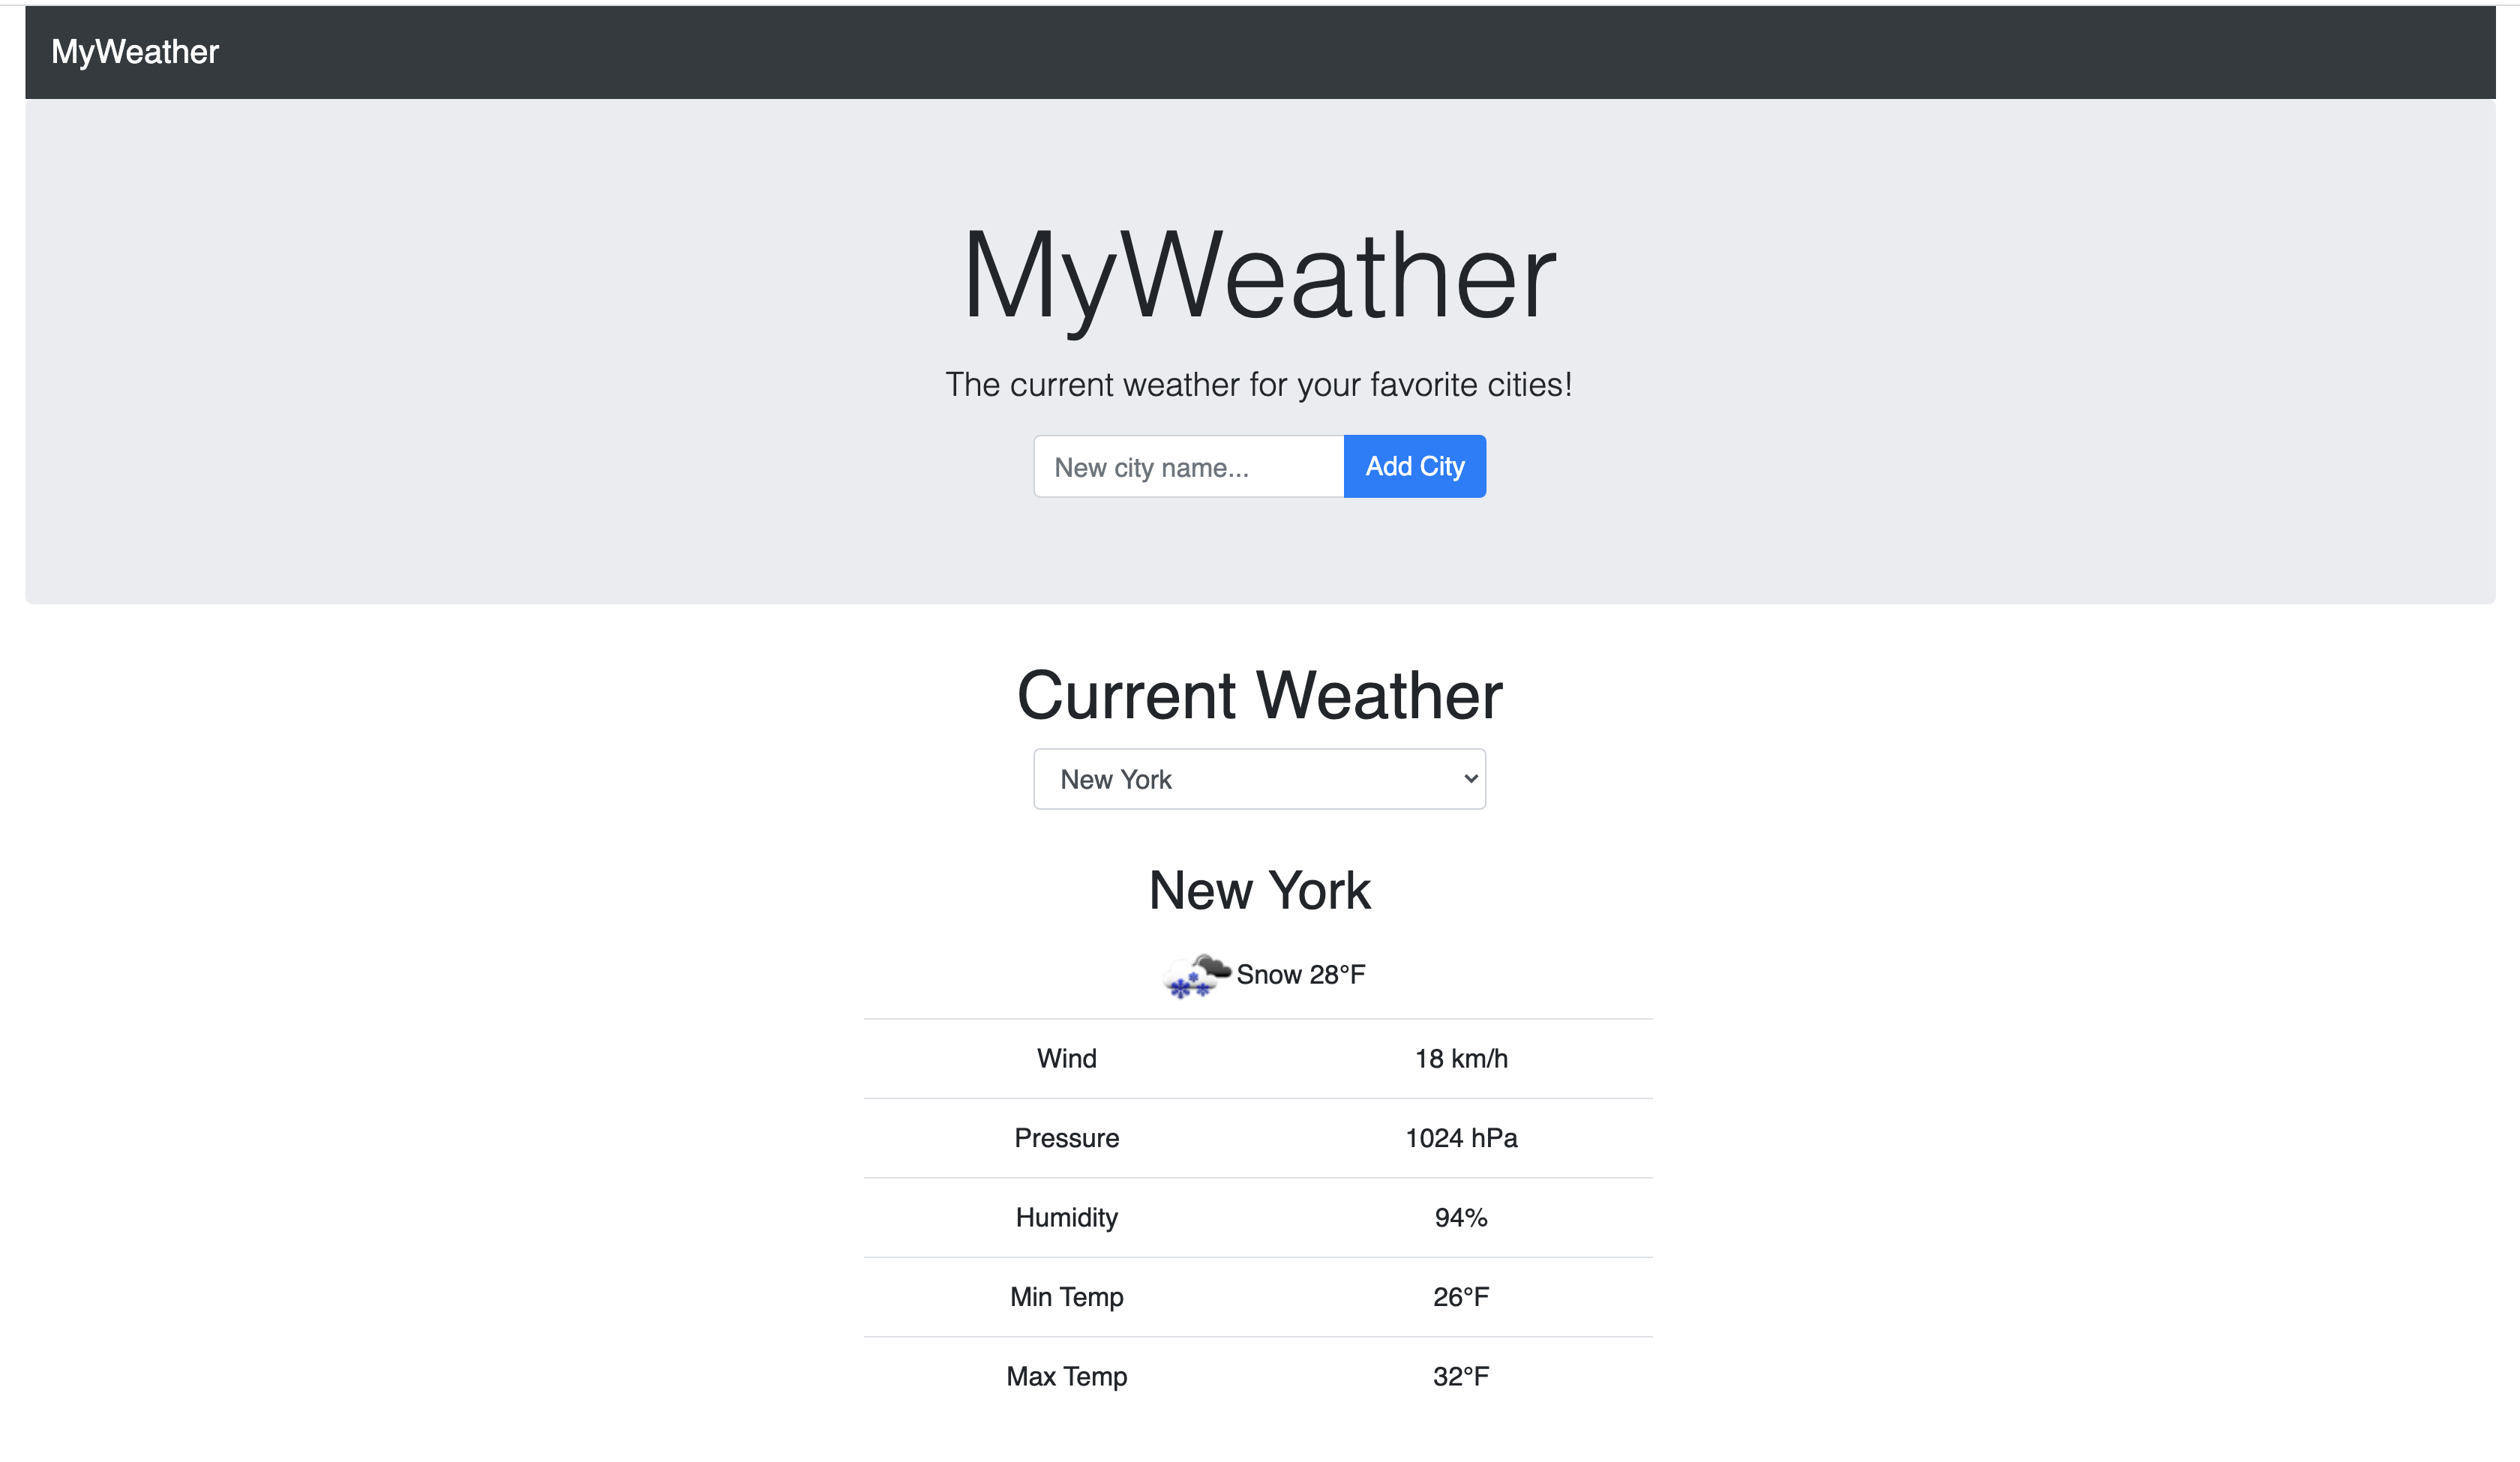 MyWeather
MyWeather
The current weather for your favorite cities!
New city name... Add City
Current Weather
New York
New York
Snow 28°F
Wind 18 km/h
Pressure 1024 hPa
Humidity 94%
Min Temp 26°F
Max Temp 32°F